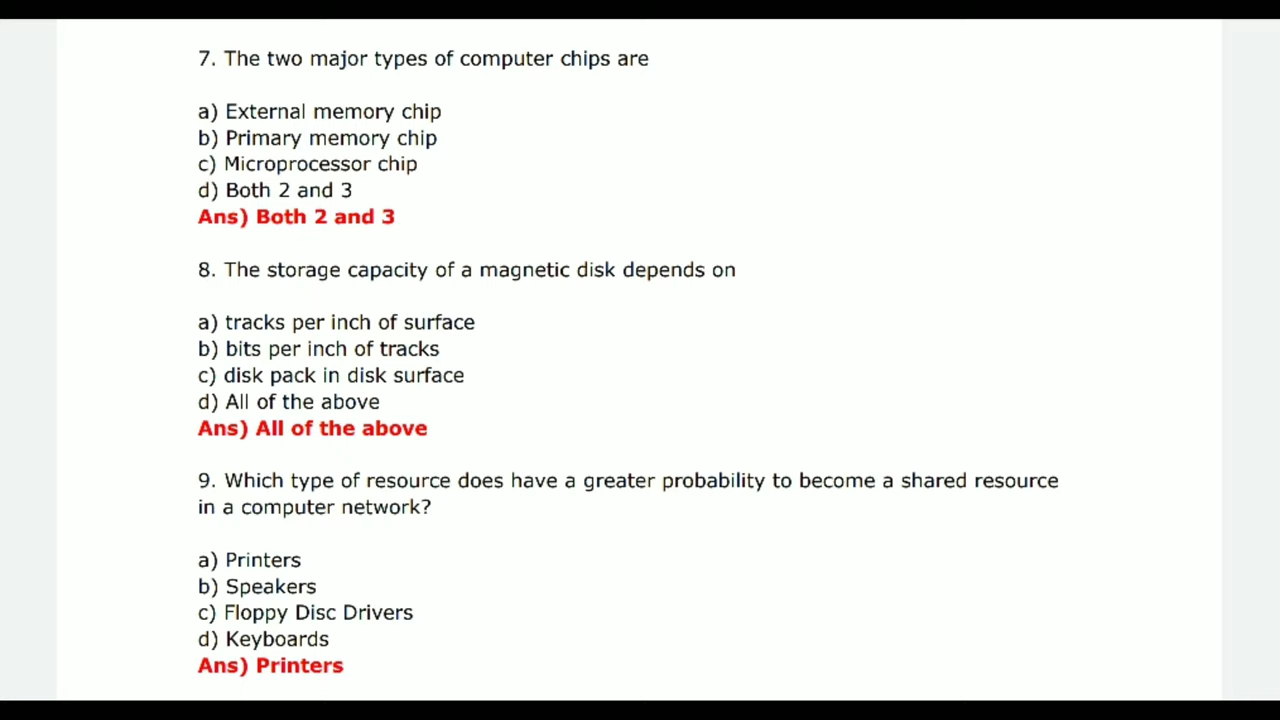 7. The two major types of computer chips are
a) External memory chip
b) Primary memory chip
c) Microprocessor chip
d) Both 2 and 3
Ans) Both 2 and 3
8. The storage capacity of a magnetic disk depends on
a) tracks per inch of surface
b) bits per inch of tracks
c) disk pack in disk surface
d) All of the above
Ans) All of the above
9. Which type of resource does have a greater probability to become a shared resource
in a computer network?
a) Printers
b) Speakers
c) Floppy Disc Drivers
d) Keyboards
Ans) Printers